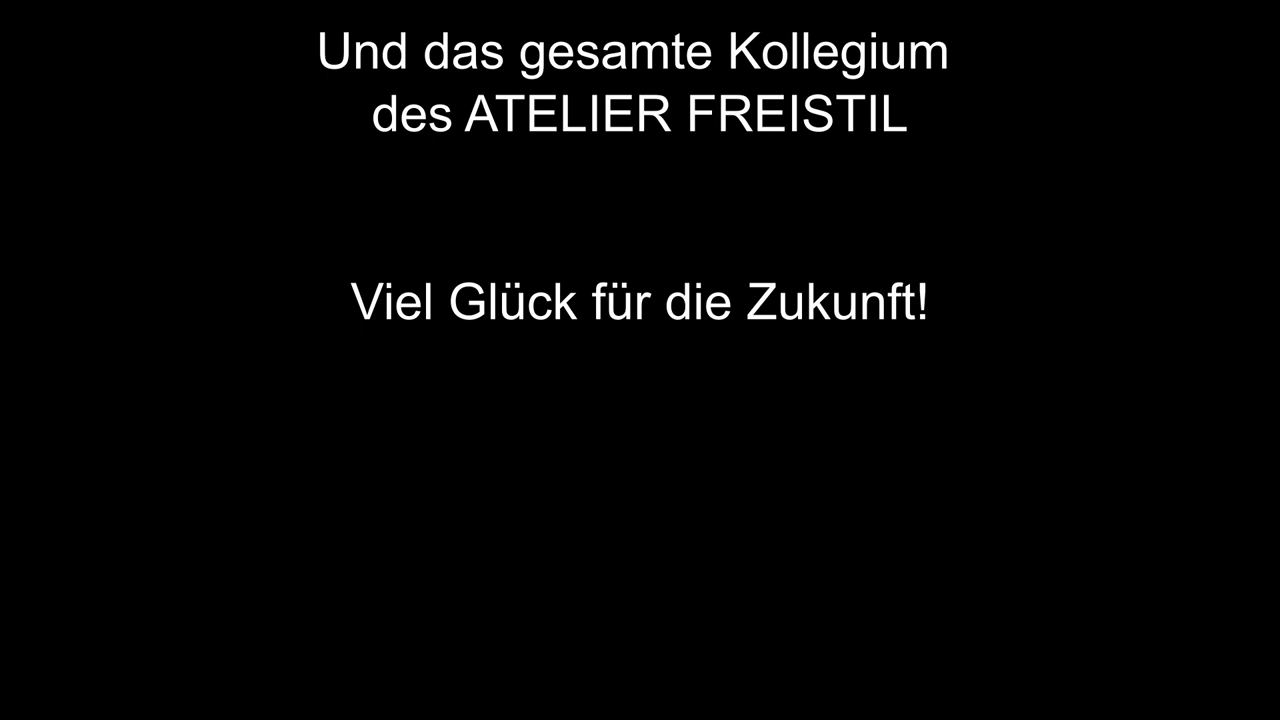 Und das gesamte Kollegium
des ATELIER FREISTIL
Viel Glück für die Zukunft!